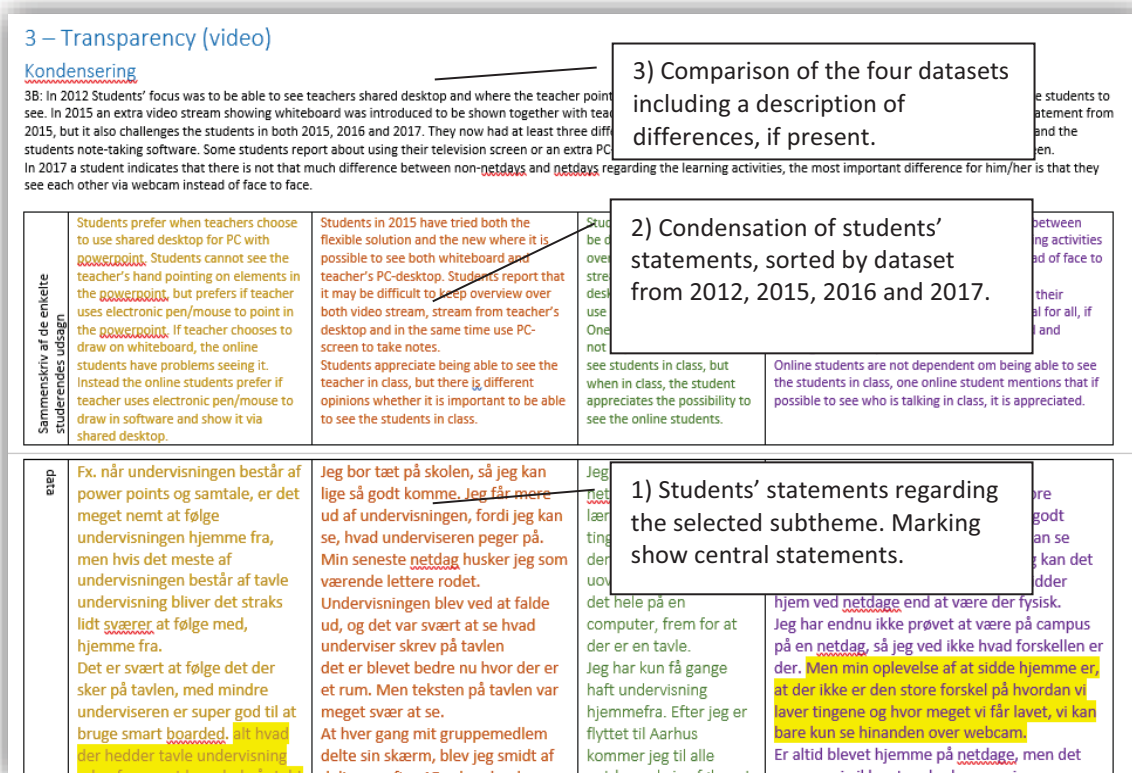 3 – Transparency (video)
Kondensering
3B: In 2012 Students’ focus was to be able to see teachers shared desktop and where the teacher point
e students to
see. In 2015 an extra video stream showing whiteboard was introduced to be shown together with teac
atement from
2015, but it also challenges the students in both 2015, 2016 and 2017. They now had at least three diff
and the
students note-taking software. Some students report about using their television screen or an extra PC
en.
In 2017 a student indicates that there is not that much difference between non-netdays and netdays regarding the learning activities, the most important difference for him/her is that they
see each other via webcam instead of face to face.
3) Comparison of the four datasets
including a description of
differences, if present.
Sammenskriv af de enkelte
studerendes udsagn
Students prefer when teachers choose
to use shared desktop for PC with
powerpoint. Students cannot see the
teacher’s hand pointing on elements in
the powerpoint, but prefers if teacher
uses electronic pen/mouse to point in
the powerpoint. If teacher chooses to
draw on whiteboard, the online
students have problems seeing it.
Instead the online students prefer if
teacher uses electronic pen/mouse to
draw in software and show it via
shared desktop.
Students in 2015 have tried both the
flexible solution and the new where it is
possible to see both whiteboard and
teacher’s PC-desktop. Students report that
it may be difficult to keep overview over
both video stream, stream from teacher’s
desktop and in the same time use PC-
screen to take notes.
Students appreciate being able to see the
teacher in class, but there is different
opinions whether it is important to be able
to see the students in class.
Stud
be d
over
strea
desk
use
One
not
see students in class, but
when in class, the student
appreciates the possibility to
see the online students.
between
ng activities
ad of face to
their
al for all, if
and
Online students are not dependent om being able to see
the students in class, one online student mentions that if
possible to see who is talking in class, it is appreciated.
2) Condensation of students’
statements, sorted by dataset
from 2012, 2015, 2016 and 2017.
data
Fx. når undervisningen består af
power points og samtale, er det
meget nemt at følge
undervisningen hjemme fra,
men hvis det meste af
undervisningen består af tavle
undervisning bliver det straks
lidt sværer at følge med,
hjemme fra.
Det er svært at følge det der
sker på tavlen, med mindre
underviseren er super god til at
bruge smart boarded. alt hvad
der hedder tavle undervisning
Jeg bor tæt på skolen, så jeg kan
lige så godt komme. Jeg får mere
ud af undervisningen, fordi jeg kan
se, hvad underviseren peger på.
Min seneste netdag husker jeg som
værende lettere rodet.
Undervisningen blev ved at falde
ud, og det var svært at se hvad
underviser skrev på tavlen
det er blevet bedre nu hvor der er
et rum. Men teksten på tavlen var
meget svær at se.
At hver gang mit gruppemedlem
delte sin skærm, blev jeg smidt af
Jeg
net
lær
ting
der
uov
det hele på en
computer, frem for at
der er en tavle.
Jeg har kun få gange
haft undervisning
hjemmefra. Efter jeg er
flyttet til Aarhus
kommer jeg til alle
ore
godt
an se
kan det
dder
hjem ved netdage end at være der fysisk.
Jeg har endnu ikke prøvet at være på campus
på en netdag, så jeg ved ikke hvad forskellen er
der. Men min oplevelse af at sidde hjemme er,
at der ikke er den store forskel på hvordan vi
laver tingene og hvor meget vi får lavet, vi kan
bare kun se hinanden over webcam.
Er altid blevet hjemme på netdage, men det
1) Students’ statements regarding
the selected subtheme. Marking
show central statements.